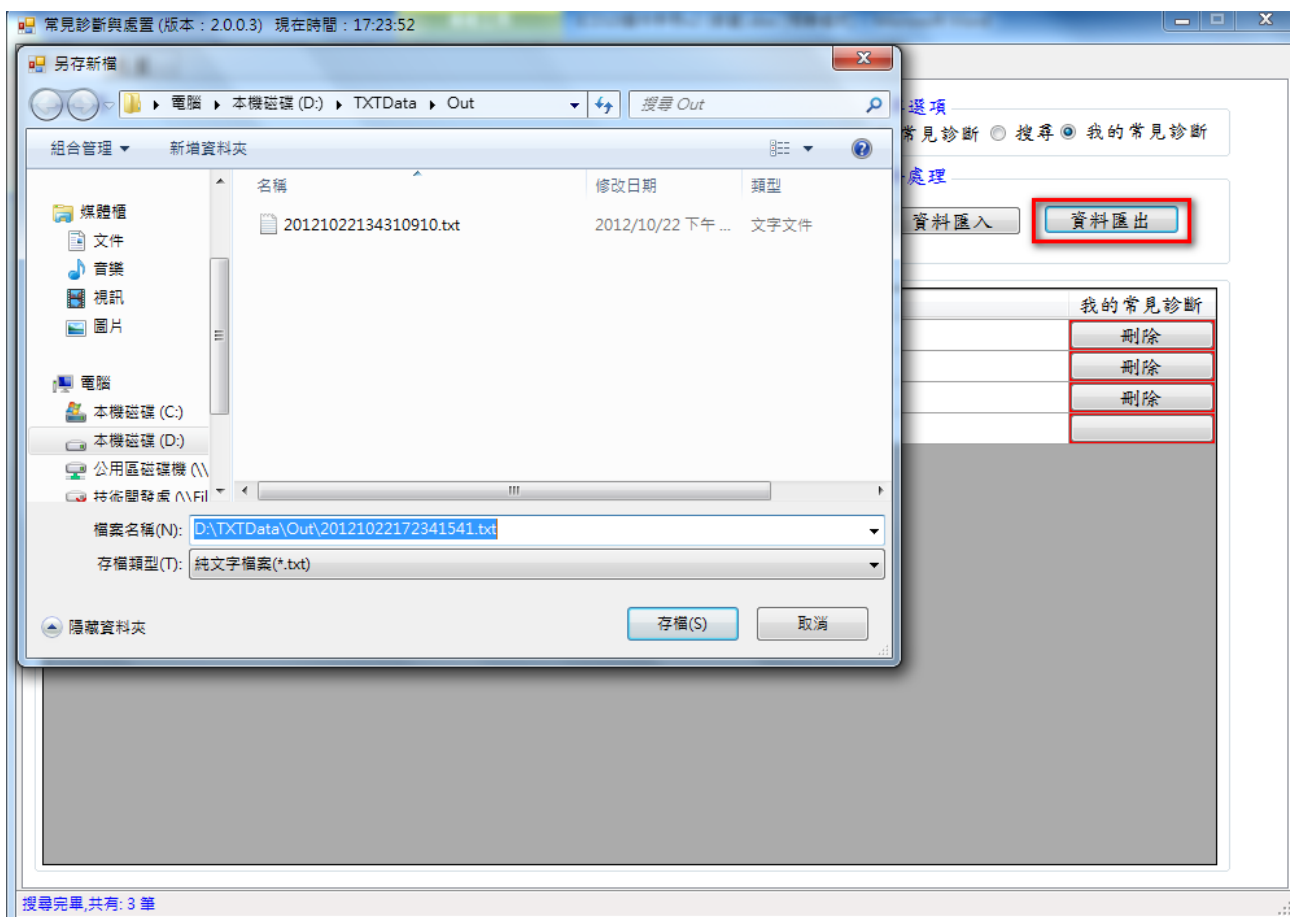 常見診斷與處置 (版本：2.0.0.3) 現在時間：17:23:52
另存新檔
電腦 本機磁碟 (D:) TXTData Out
搜尋 Out
組合管理 新增資料夾
名稱 修改日期 類型
20121022134310910.txt 2012/10/22 下午 ... 文字文件
媒體櫃
文件
音樂
視訊
圖片
電腦
本機磁碟 (C:)
本機磁碟 (D:)
公用區磁碟機 (\\
技術開發處 (\\Fil
檔案名稱(N): D:\TXTData\Out\20121022172341541.txt
存檔類型(T): 純文字檔案(*.txt)
隱藏資料夾
存檔(S) 取消
選項
常見診斷 搜尋 我的常見診斷
處理
資料匯入 資料匯出
我的常見診斷
刪除
刪除
刪除
搜尋完畢,共有: 3 筆